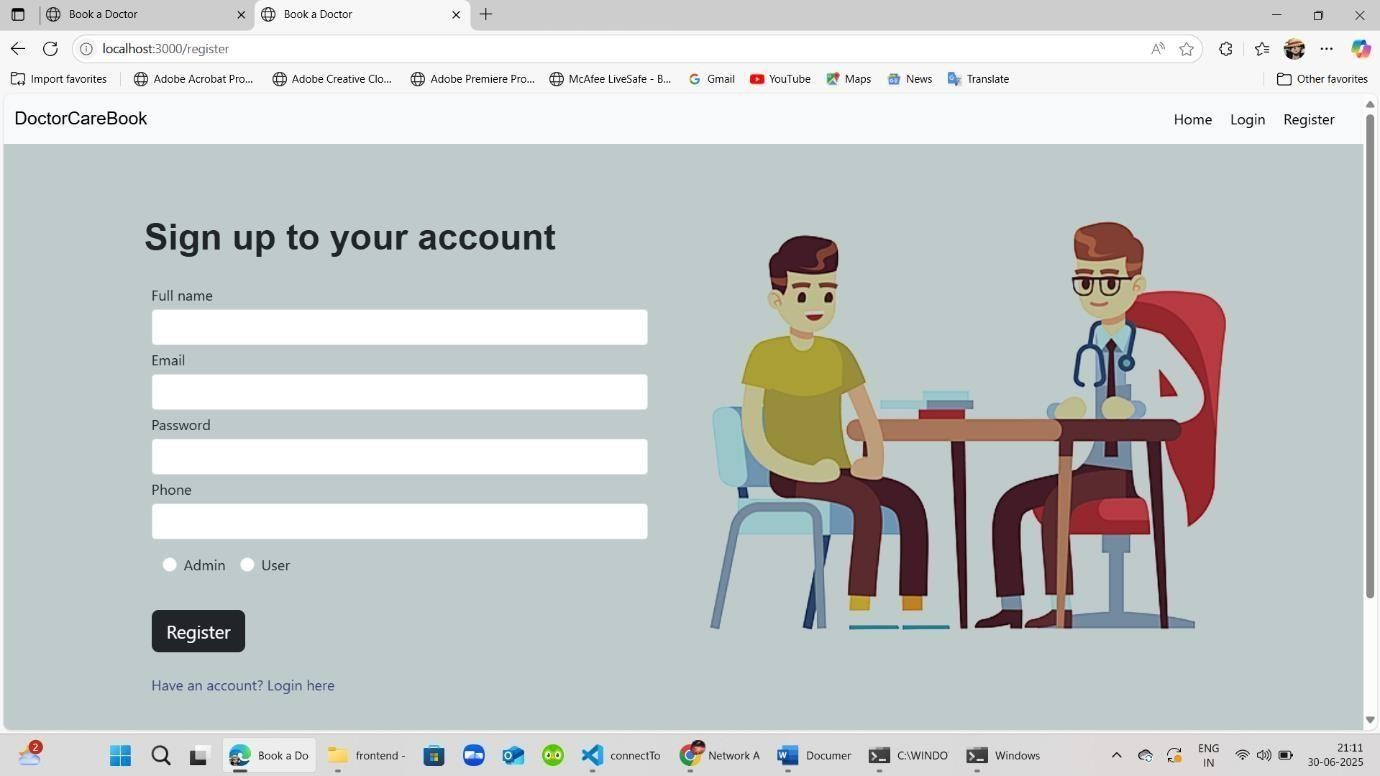 Book a Doctor
Book a Doctor
localhost:3000/register
Import favorites Adobe Acrobat Pro... Adobe Creative Clo... Adobe Premiere Pro... McAfee LiveSafe - B... Gmail YouTube Maps News Translate Other favorites
DoctorCareBook
Home Login Register
Sign up to your account
Full name
Email
Password
Phone
Admin User
Register
Have an account? Login here
2 Book a Do frontend - connectTo Network A Documer C:\WINDO Windows
ENG
IN
21:11
30-06-2025